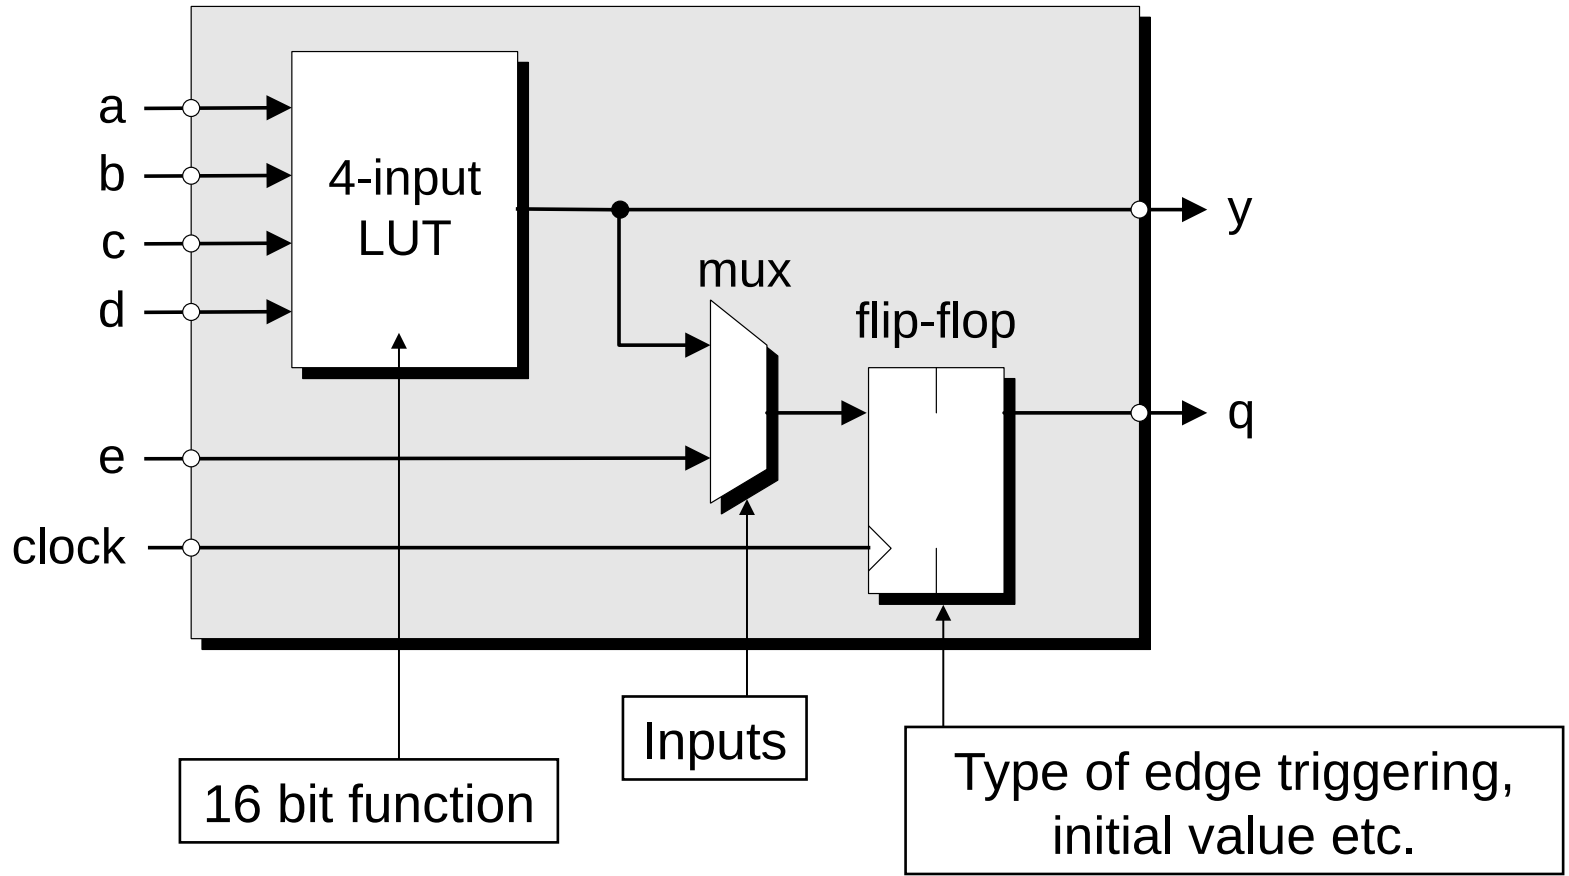 a
b
c
d
e
clock
4-input
LUT
mux
flip-flop
y
q
16 bit function
Inputs
Type of edge triggering,
initial value etc.